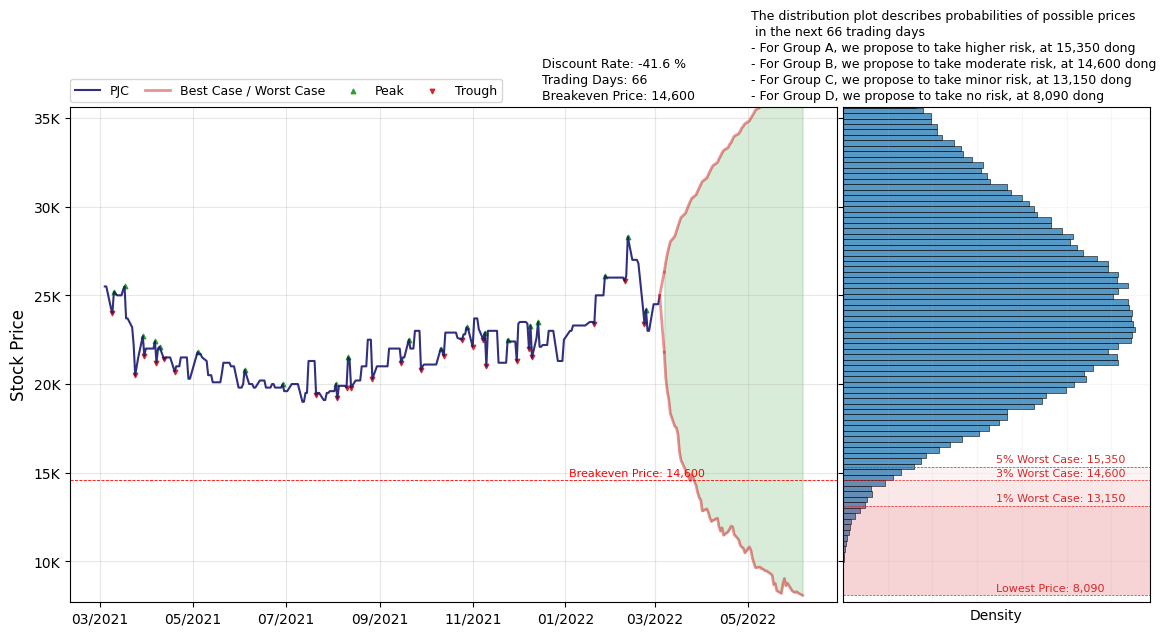 The distribution plot describes probabilities of possible prices
in the next 66 trading days
- For Group A, we propose to take higher risk, at 15,350 dong
- For Group B, we propose to take moderate risk, at 14,600 dong
- For Group C, we propose to take minor risk, at 13,150 dong
- For Group D, we propose to take no risk, at 8,090 dong
Discount Rate: -41.6 %
Trading Days: 66
Breakeven Price: 14,600
PJC Best Case / Worst Case Peak Trough
Stock Price
35K
30K
25K
20K
15K
10K
Breakeven Price: 14,600
5% Worst Case: 15,350
3% Worst Case: 14,600
1% Worst Case: 13,150
Lowest Price: 8,090
03/2021 05/2021 07/2021 09/2021 11/2021 01/2022 03/2022 05/2022
Density